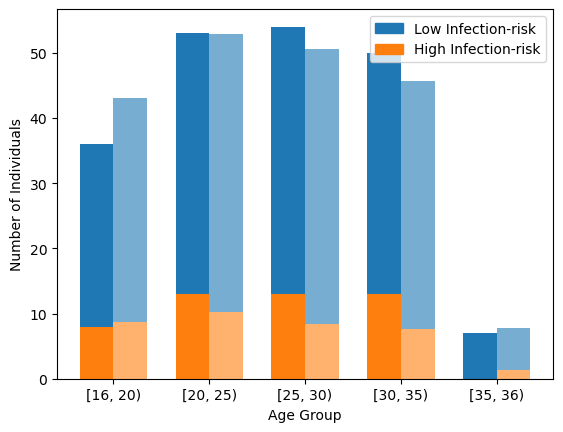 Low Infection-risk
High Infection-risk
Number of Individuals
50
40
30
20
10
0
[16, 20)
[20, 25)
[25, 30)
[30, 35)
[35, 36)
Age Group